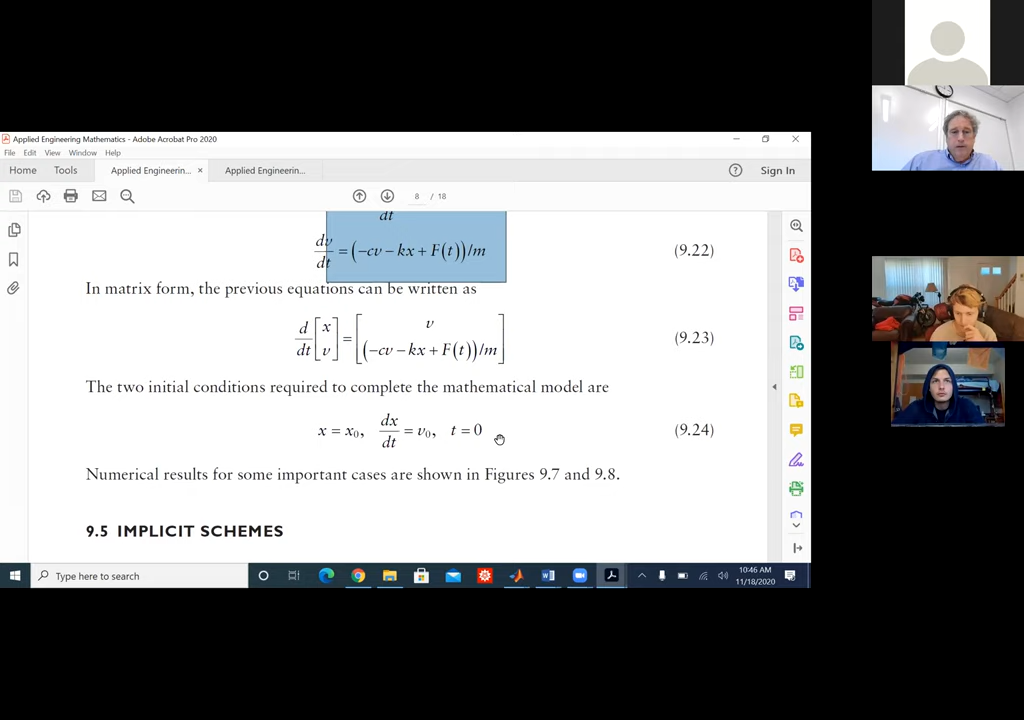 Applied Engineering Mathematics - Adobe Acrobat Pro 2020
File Edit View Window Help
Home Tools Applied Engineerin... × Applied Engineerin... Sign In
8 / 18
dt
dv/dt = (−cv − kx + F(t))/m (9.22)
In matrix form, the previous equations can be written as
d/dt [x v] = [v (−cv − kx + F(t))/m] (9.23)
The two initial conditions required to complete the mathematical model are
x = x₀, dx/dt = v₀, t = 0 (9.24)
Numerical results for some important cases are shown in Figures 9.7 and 9.8.
9.5 IMPLICIT SCHEMES
Type here to search
10:46 AM
11/18/2020